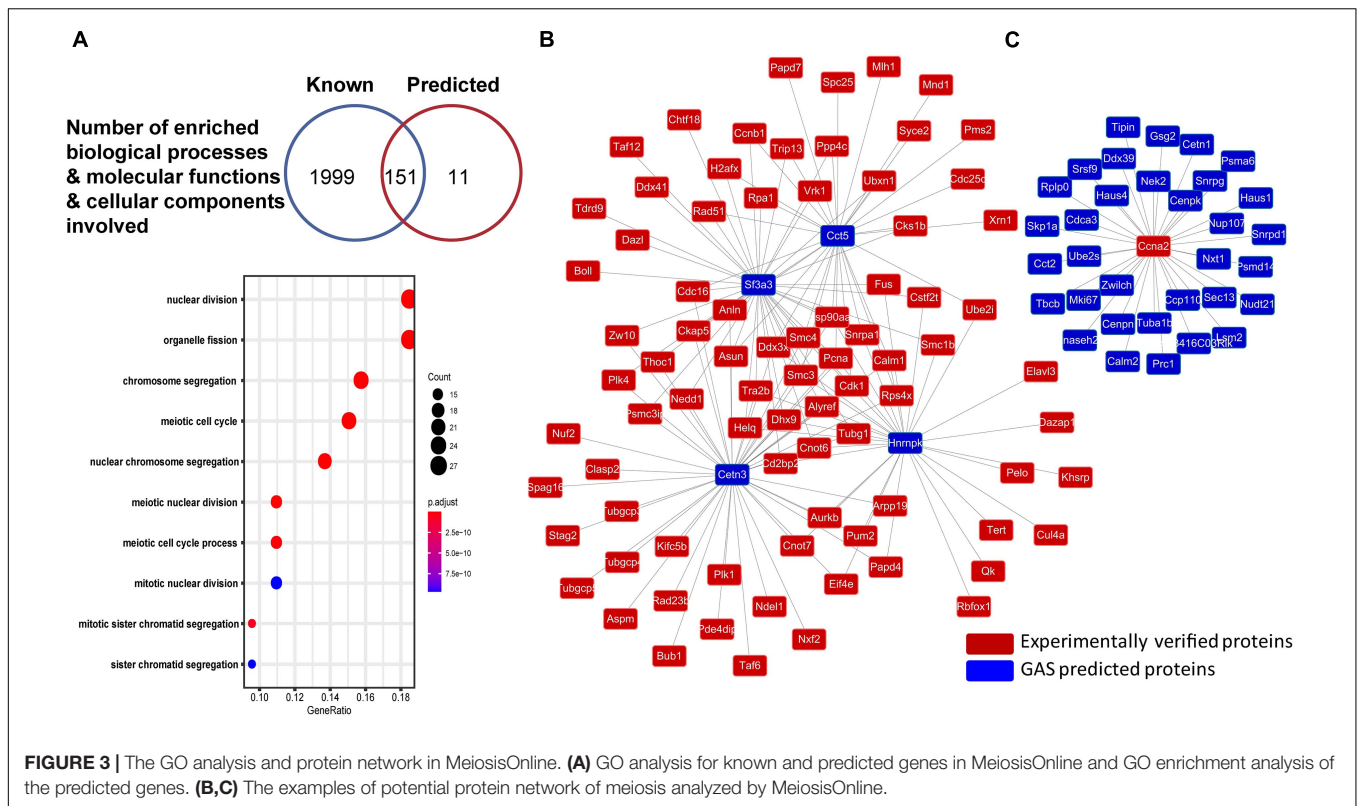 A
Known
Predicted
Number of enriched
biological processes
& molecular functions
& cellular components
involved
1999
151
11
nuclear division
organelle fission
chromosome segregation
meiotic cell cycle
nuclear chromosome segregation
meiotic nuclear division
meiotic cell cycle process
mitotic nuclear division
mitotic sister chromatid segregation
sister chromatid segregation
0.10
0.12
0.14
0.16
0.18
GeneRatio
Count
15
18
21
24
27
p.adjust
2.5e-10
5.0e-10
7.5e-10
B
Papd7
Spc25
Mlh1
Mnd1
Chtf18
Ccnb1
Trip13
Ppp4c
Syce2
Pms2
Taf12
H2afx
Vrk1
Ubxn1
Cdc25c
Ddx41
Rpa1
Rad51
Tdrd9
Cks1b
Xrn1
Dazl
Cct5
Boll
Sf3a3
Cdc16
Fus
Cstf2t
Anln
Ube2i
Zw10
Ckap5
sp90aa
Smc4
Snrpa1
Smc1b
Thoc1
Asun
Ddx3x
Pcna
Calm1
Plk4
Smc3
Cdk1
Elavl3
Nedd1
Tra2b
Rps4x
Psmc3ip
Alyref
Helq
Dhx9
Tubg1
Dazap1
Nuf2
Cnot6
Hnrnpk
Clasp2
Cd2bp2
Cetn3
Pelo
Khsrp
Spag16
Tubgcp3
Aurkb
Arpp19
Stag2
Kifc5b
Cnot7
Pum2
Tert
Cul4a
Tubgcp4
Papd4
Tubgcp5
Plk1
Eif4e
Qk
Rad23b
Ndel1
Rbfox1
Aspm
Pde4dip
Nxf2
Bub1
Taf6
C
Tipin
Gsg2
Cetn1
Ddx39
Psma6
Srsf9
Nek2
Snrpg
Rplp0
Haus4
Cenpk
Haus1
Skp1a
Cdca3
Nup107
Snrpd1
Ccna2
Cct2
Ube2s
Nxt1
Psmd14
Zwilch
Tbcb
Mki67
Ccp110
Sec13
Nudt21
Cenpn
Tuba1b
naseh2
Lsm2
Calm2
Prc1
Experimentally verified proteins
GAS predicted proteins
FIGURE 3 | The GO analysis and protein network in MeiosisOnline. (A) GO analysis for known and predicted genes in MeiosisOnline and GO enrichment analysis of
the predicted genes. (B,C) The examples of potential protein network of meiosis analyzed by MeiosisOnline.